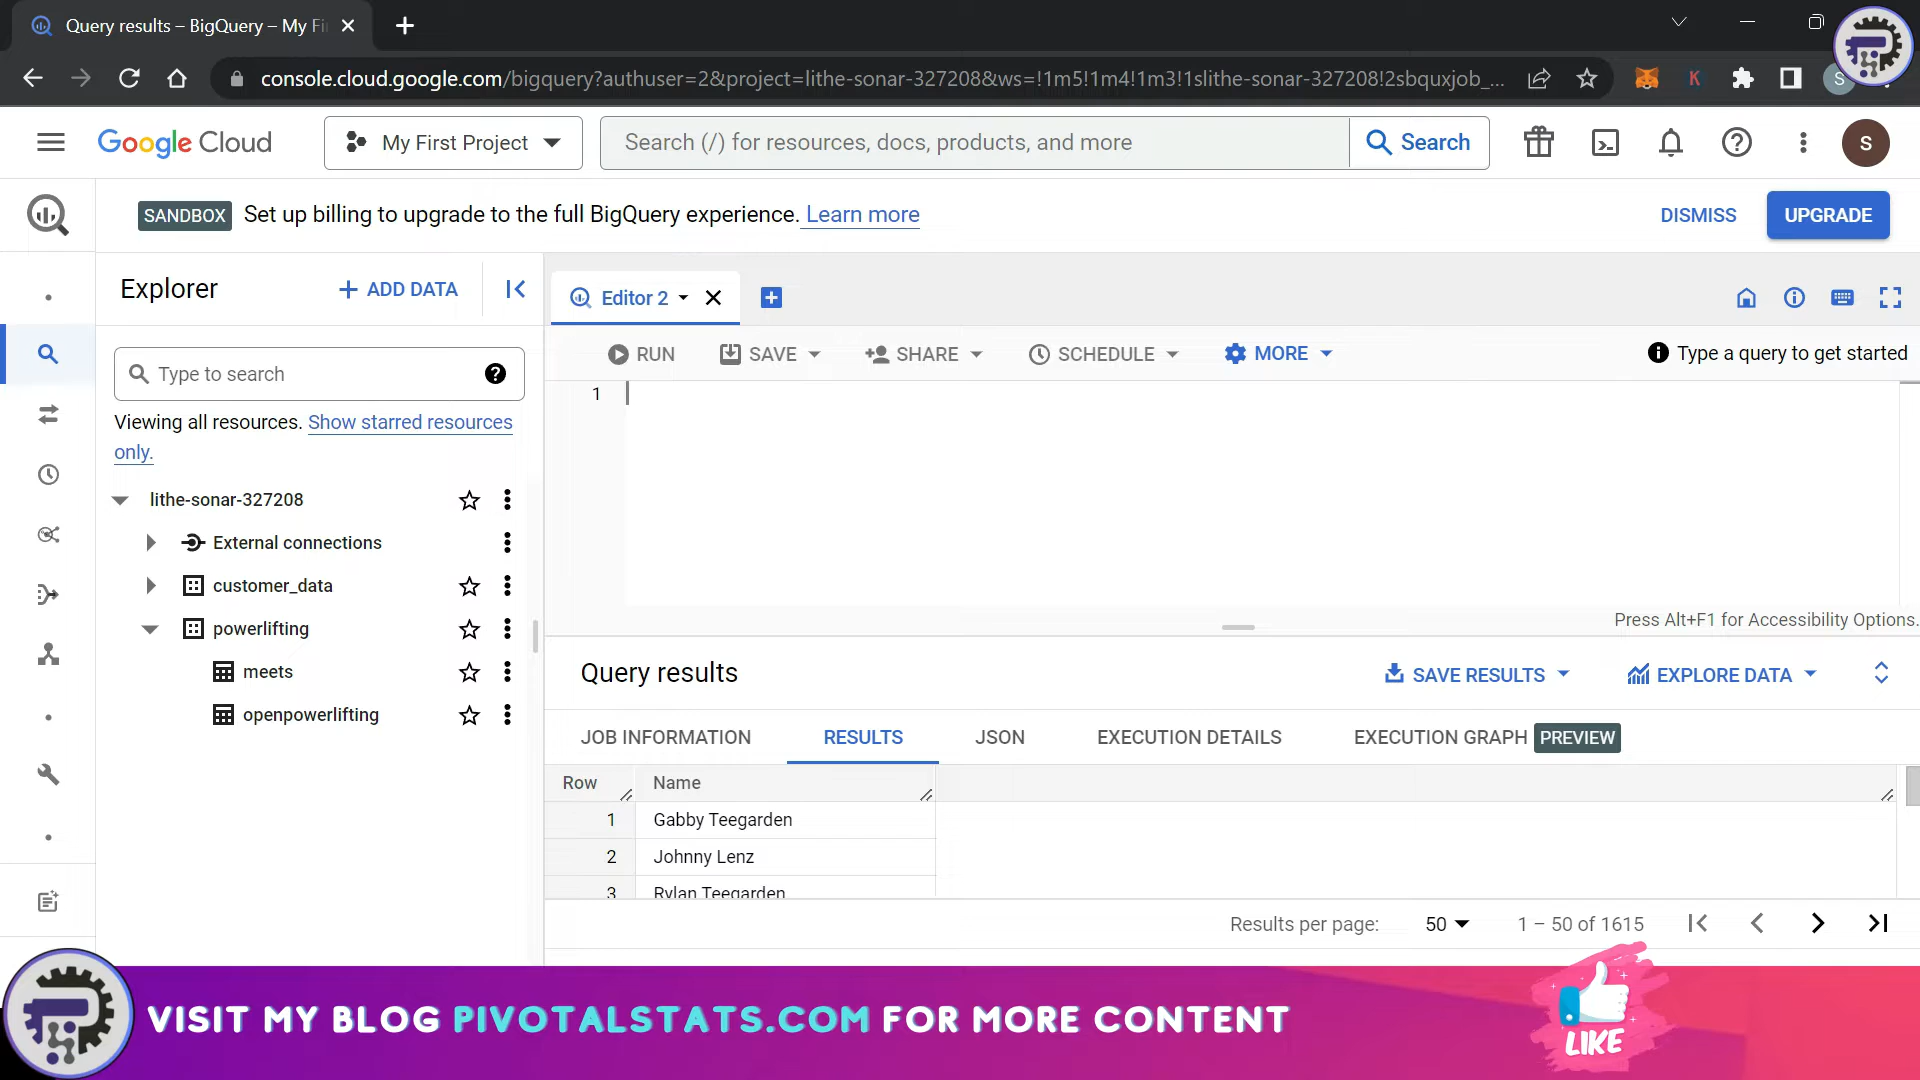 Query results – BigQuery – My Fi
console.cloud.google.com/bigquery?authuser=2&project=lithe-sonar-327208&ws=!1m5!1m4!1m3!1slithe-sonar-327208!2sbquxjob_...
K
S
Google Cloud
My First Project
Search (/) for resources, docs, products, and more
Search
S
SANDBOX Set up billing to upgrade to the full BigQuery experience. Learn more
DISMISS
UPGRADE
Explorer
+ ADD DATA
Editor 2
RUN
SAVE
SHARE
SCHEDULE
MORE
Type a query to get started
Type to search
1
Viewing all resources. Show starred resources
only.
lithe-sonar-327208
External connections
customer_data
powerlifting
meets
openpowerlifting
Press Alt+F1 for Accessibility Options.
Query results
SAVE RESULTS
EXPLORE DATA
JOB INFORMATION
RESULTS
JSON
EXECUTION DETAILS
EXECUTION GRAPH PREVIEW
Row Name
1 Gabby Teegarden
2 Johnny Lenz
3 Rylan Teegarden
Results per page: 50 1 – 50 of 1615
VISIT MY BLOG PIVOTALSTATS.COM FOR MORE CONTENT
LIKE